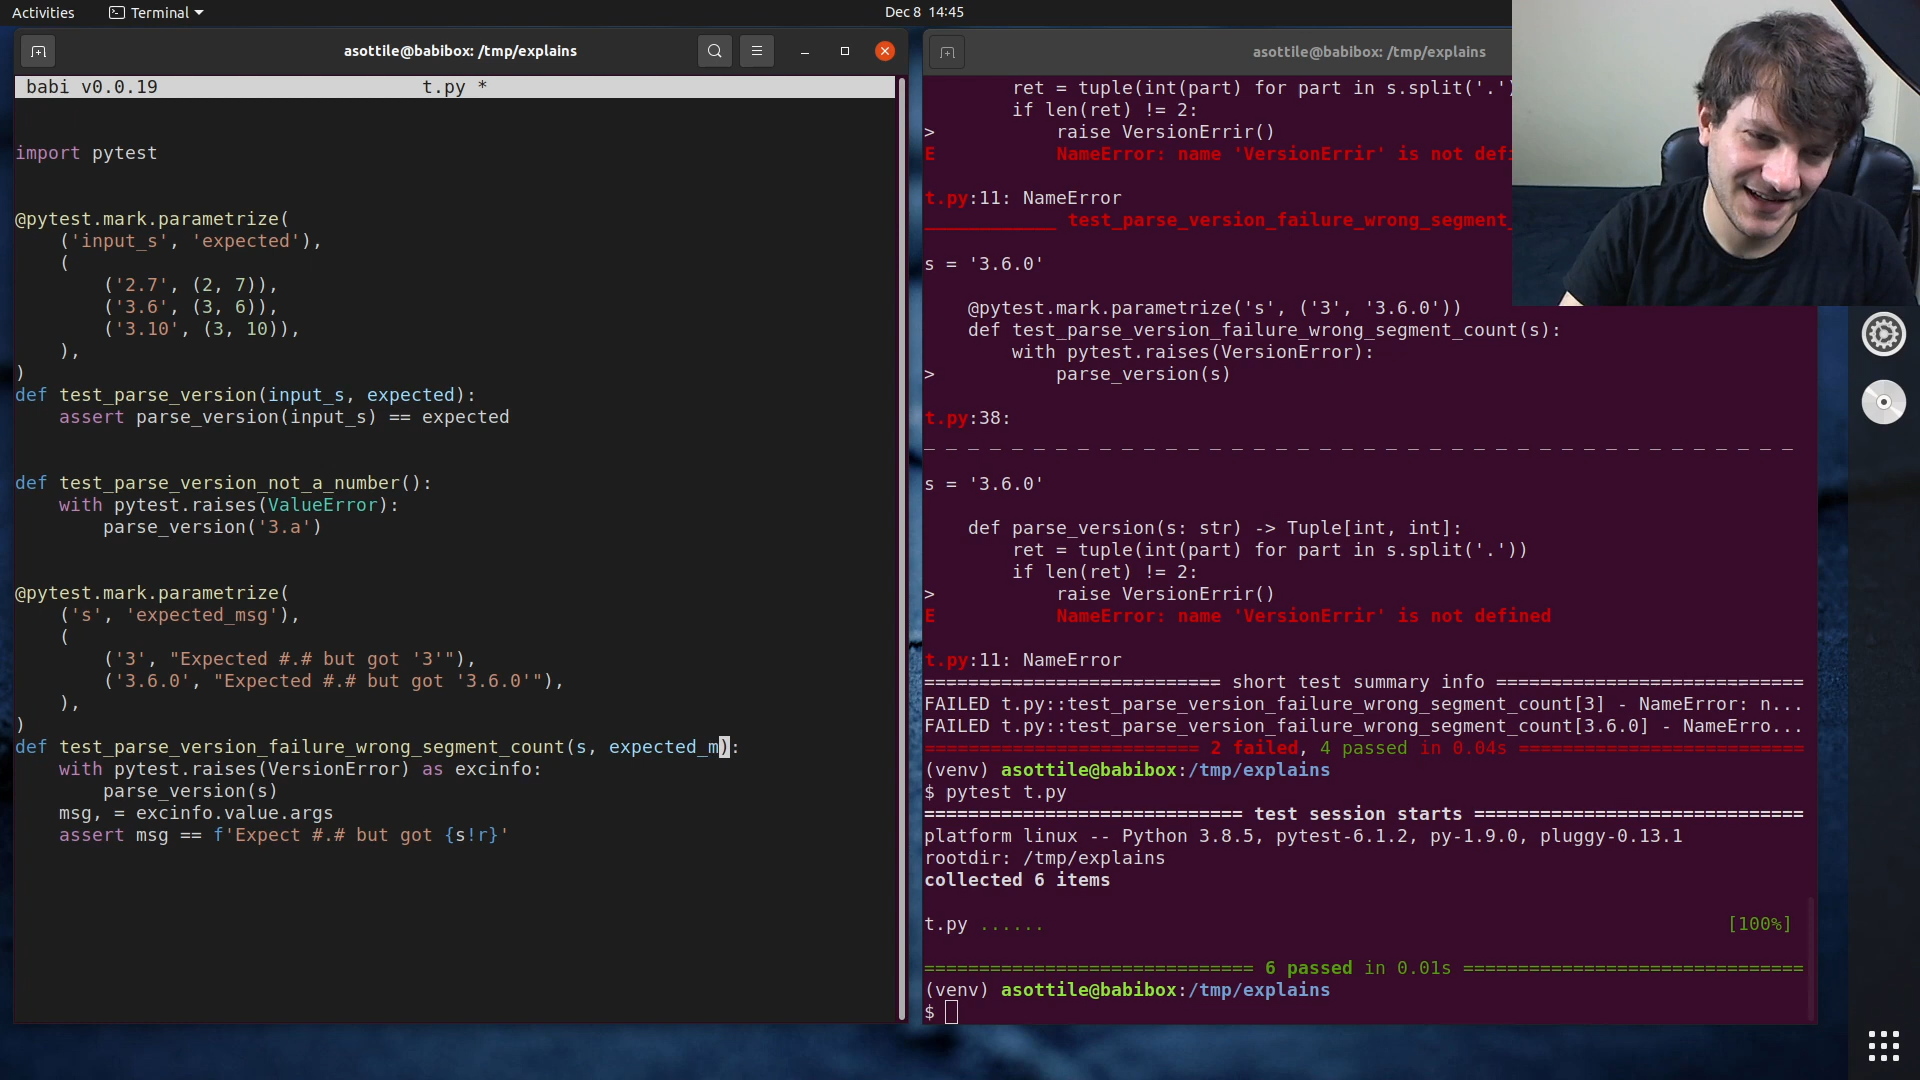 Activities
Terminal
Dec 8 14:45
asottile@babibox: /tmp/explains
babi v0.0.19 t.py *
import pytest
@pytest.mark.parametrize(
('input_s', 'expected'),
(
('2.7', (2, 7)),
('3.6', (3, 6)),
('3.10', (3, 10)),
),
)
def test_parse_version(input_s, expected):
assert parse_version(input_s) == expected
def test_parse_version_not_a_number():
with pytest.raises(ValueError):
parse_version('3.a')
@pytest.mark.parametrize(
('s', 'expected_msg'),
(
('3', "Expected #.# but got '3'"),
('3.6.0', "Expected #.# but got '3.6.0'"),
),
)
def test_parse_version_failure_wrong_segment_count(s, expected_m):
with pytest.raises(VersionError) as excinfo:
parse_version(s)
msg, = excinfo.value.args
assert msg == f'Expect #.# but got {s!r}'
asottile@babibox: /tmp/explains
ret = tuple(int(part) for part in s.split('.')
if len(ret) != 2:
> raise VersionErrir()
E NameError: name 'VersionErrir' is not defi
t.py:11: NameError
____________ test_parse_version_failure_wrong_segment_
s = '3.6.0'
@pytest.mark.parametrize('s', ('3', '3.6.0'))
def test_parse_version_failure_wrong_segment_count(s):
with pytest.raises(VersionError):
> parse_version(s)
t.py:38:
_ _ _ _ _ _ _ _ _ _ _ _ _ _ _ _ _ _ _ _ _ _ _ _ _ _ _ _ _ _ _ _ _ _ _ _ _ _ _ _
s = '3.6.0'
def parse_version(s: str) -> Tuple[int, int]:
ret = tuple(int(part) for part in s.split('.'))
if len(ret) != 2:
> raise VersionErrir()
E NameError: name 'VersionErrir' is not defined
t.py:11: NameError
=========================== short test summary info ============================
FAILED t.py::test_parse_version_failure_wrong_segment_count[3] - NameError: n...
FAILED t.py::test_parse_version_failure_wrong_segment_count[3.6.0] - NameErro...
========================= 2 failed, 4 passed in 0.04s ==========================
(venv) asottile@babibox:/tmp/explains
$ pytest t.py
============================= test session starts ==============================
platform linux -- Python 3.8.5, pytest-6.1.2, py-1.9.0, pluggy-0.13.1
rootdir: /tmp/explains
collected 6 items
t.py ...... [100%]
============================== 6 passed in 0.01s ===============================
(venv) asottile@babibox:/tmp/explains
$